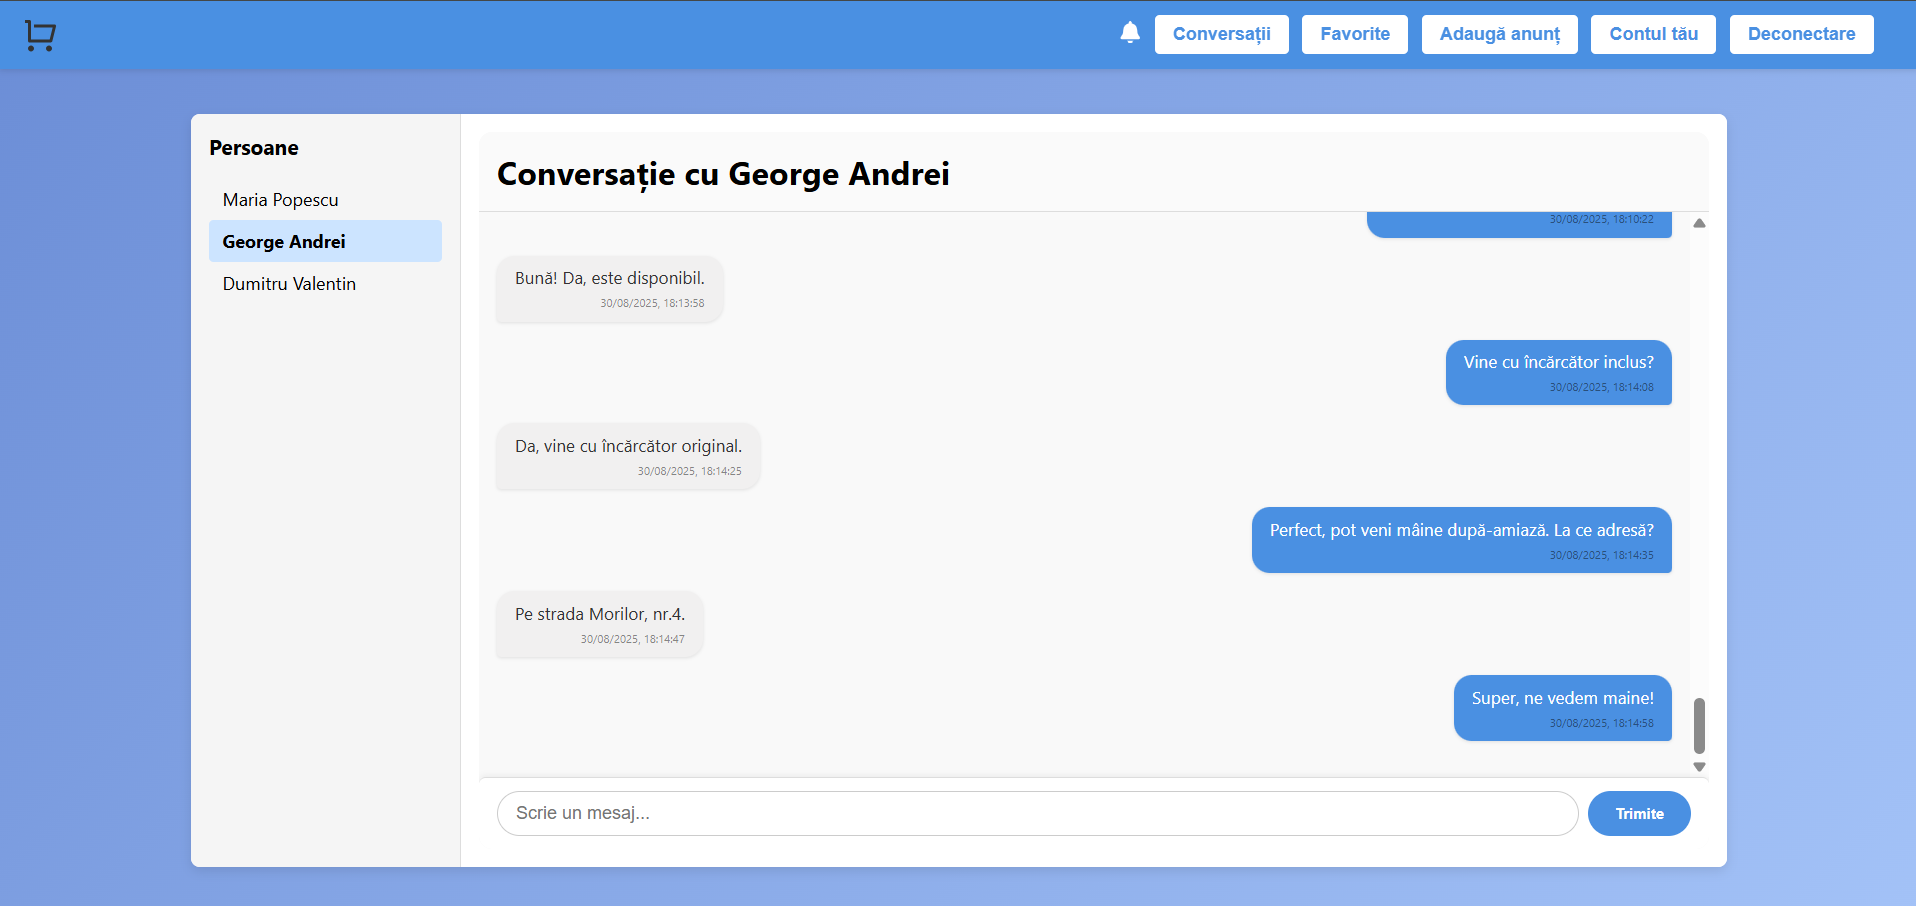 Conversații
Favorite
Adaugă anunț
Contul tău
Deconectare
Persoane
Maria Popescu
George Andrei
Dumitru Valentin
Conversație cu George Andrei
30/08/2025, 18:10:22
Bună! Da, este disponibil.
30/08/2025, 18:13:58
Vine cu încărcător inclus?
30/08/2025, 18:14:08
Da, vine cu încărcător original.
30/08/2025, 18:14:25
Perfect, pot veni mâine după-amiază. La ce adresă?
30/08/2025, 18:14:35
Pe strada Morilor, nr.4.
30/08/2025, 18:14:47
Super, ne vedem maine!
30/08/2025, 18:14:58
Scrie un mesaj...
Trimite